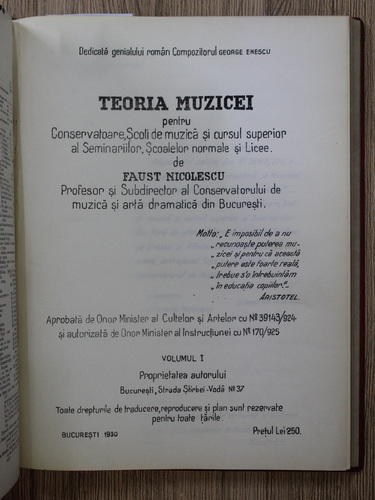 Dedicată genialului român Compozitorul GEORGE ENESCU
TEORIA MUZICEI
pentru
Conservatoare, Școli de muzică și cursul superior
al Seminariilor, Școalelor normale și Licee.
de
FAUST NICOLESCU
Profesor și Subdirector al Conservatorului de
muzică și artă dramatică din București.
Motto: „E imposibil de a nu
„recunoaște puterea mu-
„zicei și pentru că această
„putere este foarte reală,
„trebue s'o întrebuințăm
„în educația copiilor."
ARISTOTEL
Aprobată de Onor Minister al Cultelor și Artelor cu № 39143/924
și autorizată de Onor Minister al Instrucțiunei cu № 170/925
VOLUMUL I
Proprietatea autorului
București, Strada Știrbei-Vodă № 37
Toate drepturile de traducere, reproducere și plan sunt rezervate
pentru toate țările.
BUCUREȘTI 1930
Prețul Lei 250.